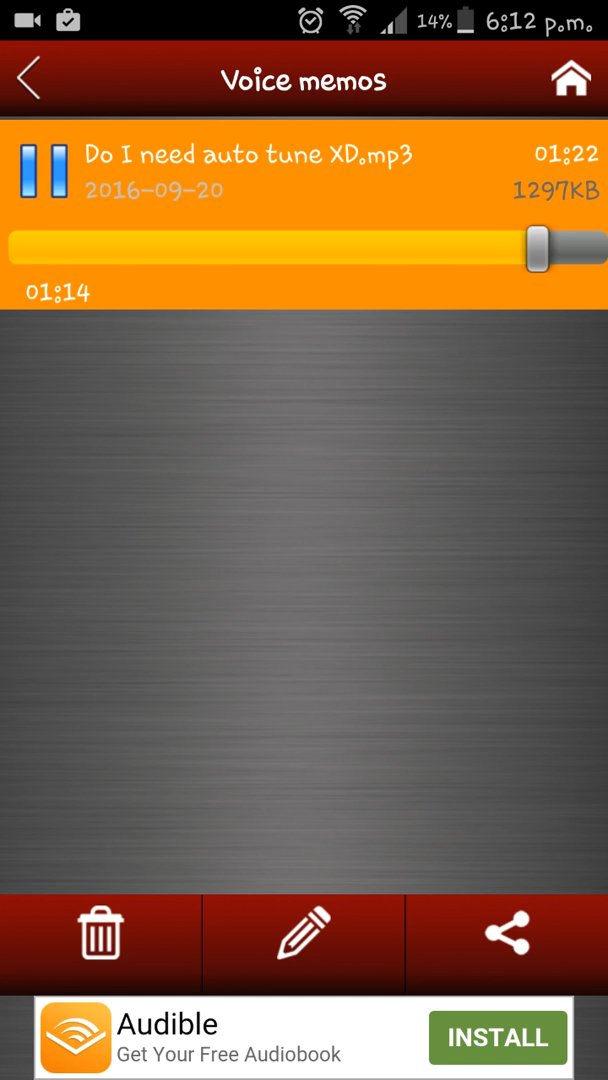 14% 6:12 p.m.
Voice memos
Do I need auto tune XD.mp3 01:22
2016-09-20 1297KB
01:14
Audible
Get Your Free Audiobook
INSTALL